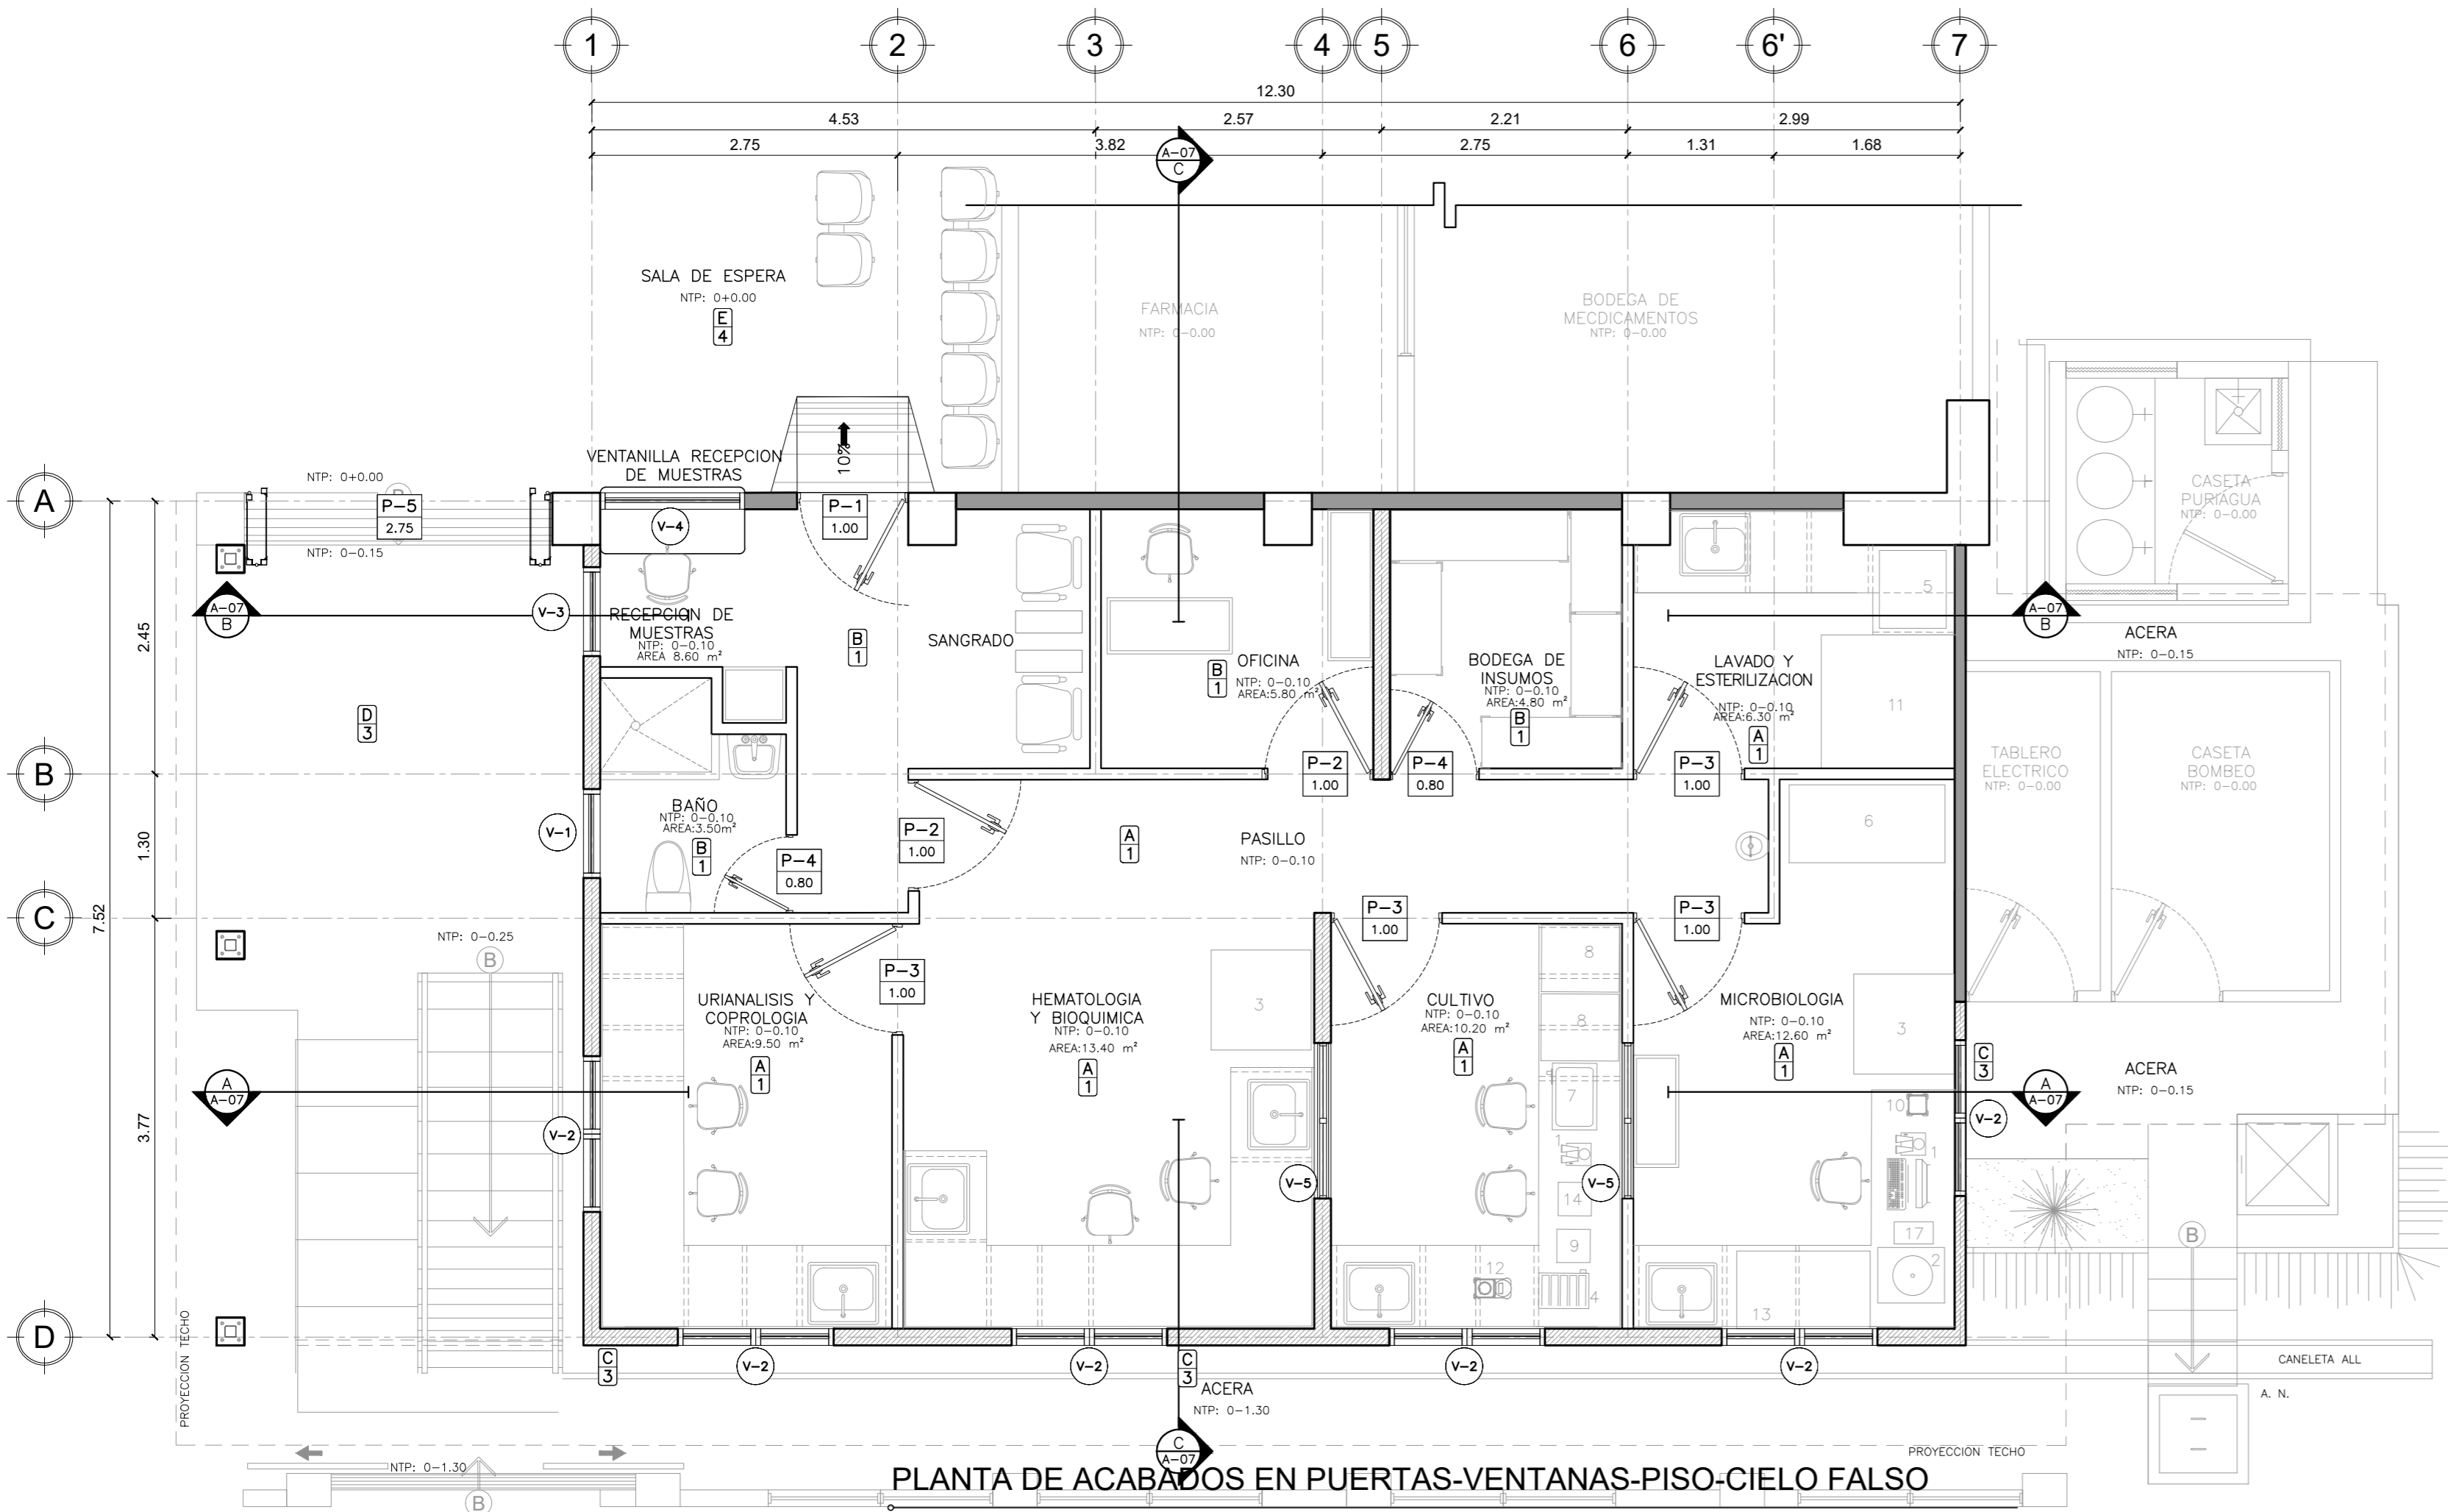 1 2 3 4 5 6 6' 7
12.30
4.53 2.57 2.21 2.99
2.75 3.82 2.75 1.31 1.68
A-07
C
SALA DE ESPERA
NTP: 0+0.00
E
4
FARMACIA
NTP: 0-0.00
BODEGA DE
MECDICAMENTOS
NTP: 0-0.00
10%
VENTANILLA RECEPCION
DE MUESTRAS
NTP: 0+0.00
P-5
2.75
NTP: 0-0.15
A
V-4
P-1
1.00
CASETA
PURIAGUA
NTP: 0-0.00
A-07
B
V-3
RECEPCION DE
MUESTRAS
NTP: 0-0.10
AREA 8.60 m²
B
1
SANGRADO
OFICINA
NTP: 0-0.10
AREA:5.80 m²
B
1
BODEGA DE
INSUMOS
NTP: 0-0.10
AREA:4.80 m²
B
1
LAVADO Y
ESTERILIZACION
NTP: 0-0.10
AREA:6.30 m²
A
1
5
11
A-07
B
ACERA
NTP: 0-0.15
2.45
D
3
B
P-2
1.00
P-4
0.80
P-3
1.00
TABLERO
ELECTRICO
NTP: 0-0.00
CASETA
BOMBEO
NTP: 0-0.00
1.30
V-1
BAÑO
NTP: 0-0.10
AREA:3.50m²
B
1
P-4
0.80
P-2
1.00
A
1
PASILLO
NTP: 0-0.10
6
C
7.52
NTP: 0-0.25
B
P-3
1.00
P-3
1.00
P-3
1.00
URIANALISIS Y
COPROLOGIA
NTP: 0-0.10
AREA:9.50 m²
A
1
HEMATOLOGIA
Y BIOQUIMICA
NTP: 0-0.10
AREA:13.40 m²
A
1
3
CULTIVO
NTP: 0-0.10
AREA:10.20 m²
A
1
8
8
7
1
14
9
12
4
MICROBIOLOGIA
NTP: 0-0.10
AREA:12.60 m²
A
1
3
10
1
17
2
13
C
3
ACERA
NTP: 0-0.15
A
A-07
A
A-07
3.77
V-2
V-5
V-5
V-2
B
D
PROYECCION TECHO
C
3
V-2
V-2
C
3
V-2
V-2
CANELETA ALL
A. N.
ACERA
NTP: 0-1.30
C
A-07
PROYECCION TECHO
NTP: 0-1.30
B
PLANTA DE ACABADOS EN PUERTAS-VENTANAS-PISO-CIELO FALSO